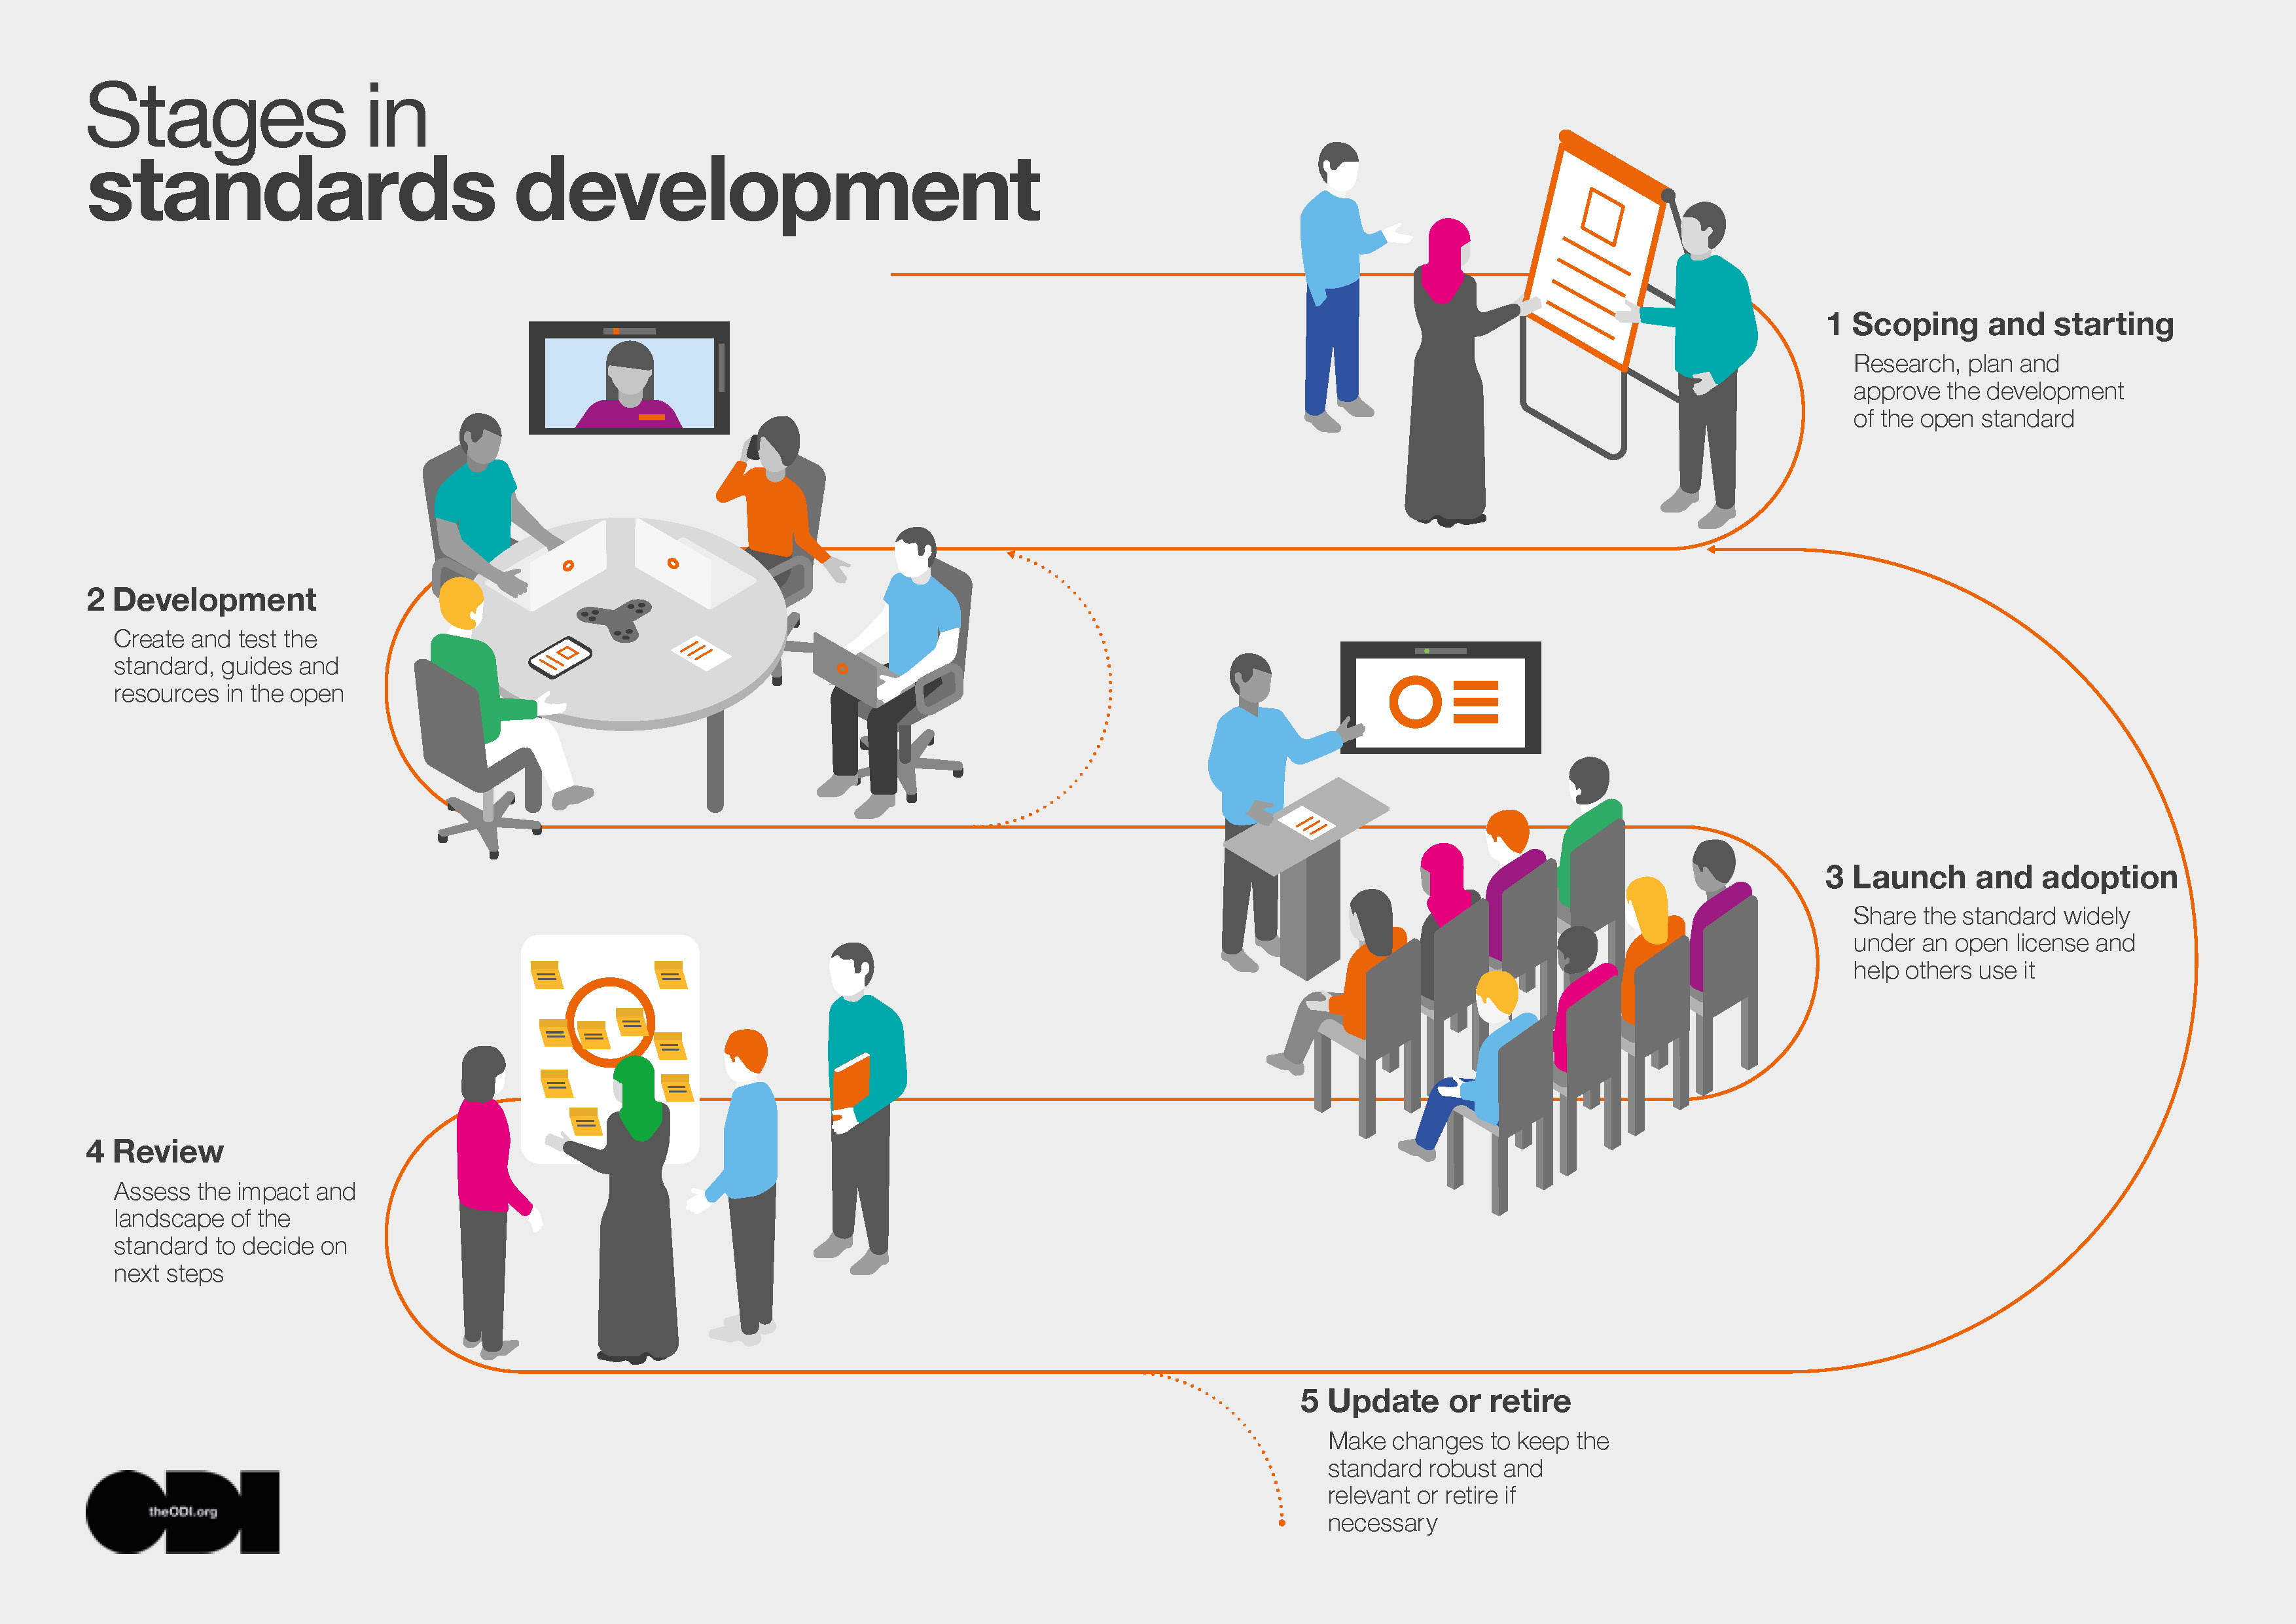 Stages in
standards development
1 Scoping and starting
Research, plan and
approve the development
of the open standard
2 Development
Create and test the
standard, guides and
resources in the open
3 Launch and adoption
Share the standard widely
under an open license and
help others use it
4 Review
Assess the impact and
landscape of the
standard to decide on
next steps
5 Update or retire
Make changes to keep the
standard robust and
relevant or retire if
necessary
ODI
theODI.org